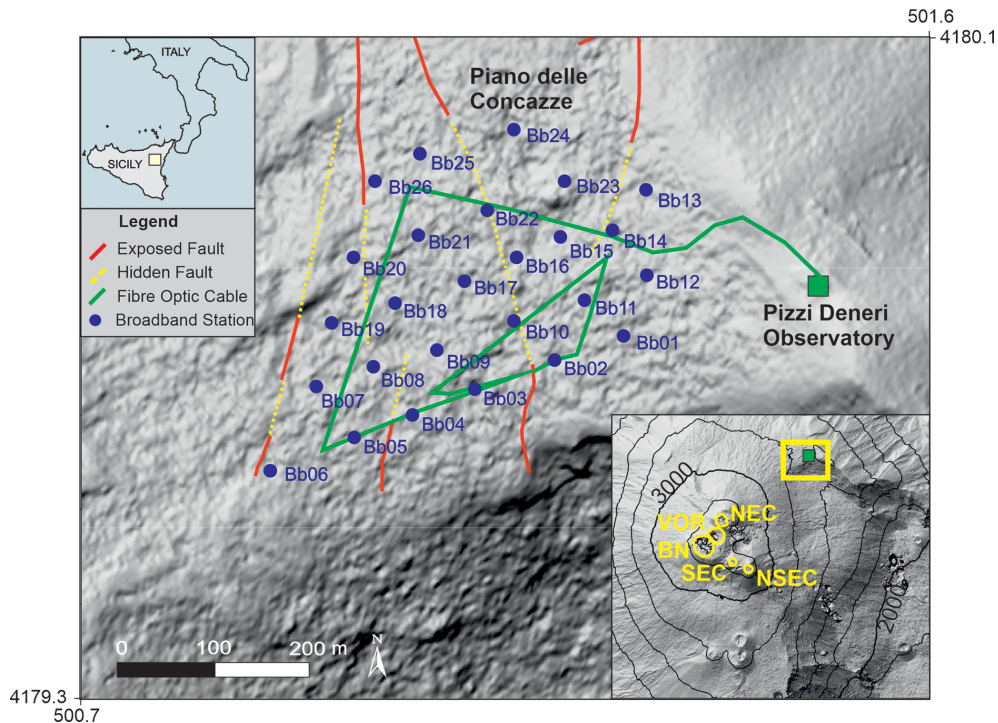 501.6
4180.1
ITALY
SICILY
Legend
Exposed Fault
Hidden Fault
Fibre Optic Cable
Broadband Station
Piano delle
Concazze
Bb24
Bb25
Bb26
Bb23
Bb13
Bb22
Bb14
Bb21
Bb15
Bb20
Bb16
Bb12
Bb17
Bb18
Bb11
Bb19
Bb10
Bb01
Bb09
Bb02
Bb08
Bb07
Bb03
Bb04
Bb05
Bb06
Pizzi Deneri
Observatory
3000
VOR
NEC
BN
SEC
NSEC
2000
0 100 200 m
N
4179.3
500.7